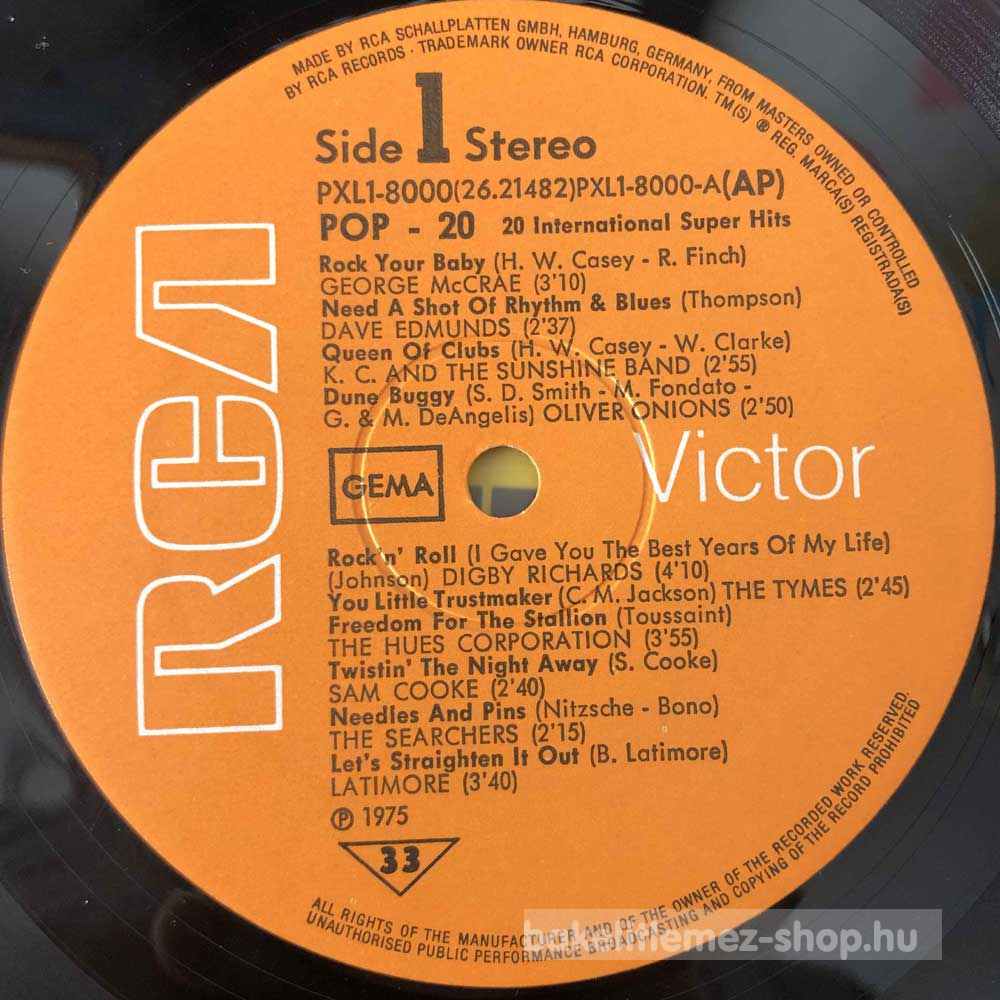 MADE BY RCA SCHALLPLATTEN GMBH, HAMBURG, GERMANY, FROM MASTERS OWNED OR CONTROLLED
BY RCA RECORDS · TRADEMARK OWNER RCA CORPORATION. TM(S) ® REG. MARCA(S) REGISTRADA(S)
Side 1 Stereo
PXL1-8000(26.21482)PXL1-8000-A(AP)
POP - 20 20 International Super Hits
Rock Your Baby (H. W. Casey - R. Finch)
GEORGE McCRAE (3'10)
Need A Shot Of Rhythm & Blues (Thompson)
DAVE EDMUNDS (2'37)
Queen Of Clubs (H. W. Casey - W. Clarke)
K. C. AND THE SUNSHINE BAND (2'55)
Dune Buggy (S. D. Smith - M. Fondato -
G. & M. DeAngelis) OLIVER ONIONS (2'50)
RCA
GEMA
Victor
Rock'n' Roll (I Gave You The Best Years Of My Life)
(Johnson) DIGBY RICHARDS (4'10)
You Little Trustmaker (C. M. Jackson) THE TYMES (2'45)
Freedom For The Stallion (Toussaint)
THE HUES CORPORATION (3'55)
Twistin' The Night Away (S. Cooke)
SAM COOKE (2'40)
Needles And Pins (Nitzsche - Bono)
THE SEARCHERS (2'15)
Let's Straighten It Out (B. Latimore)
LATIMORE (3'40)
℗ 1975
33
ALL RIGHTS OF THE MANUFACTURER AND OF THE OWNER OF THE RECORDED WORK RESERVED.
UNAUTHORISED PUBLIC PERFORMANCE BROADCASTING AND COPYING OF THE RECORD PROHIBITED
bakelitlemez-shop.hu